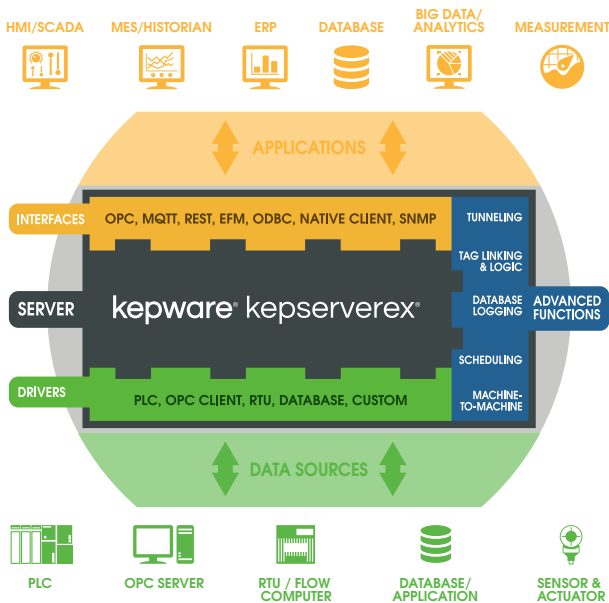 HMI/SCADA
MES/HISTORIAN
ERP
DATABASE
BIG DATA/
ANALYTICS
MEASUREMENT
APPLICATIONS
INTERFACES
OPC, MQTT, REST, EFM, ODBC, NATIVE CLIENT, SNMP
TUNNELING
TAG LINKING
& LOGIC
SERVER
kepware® kepserverex®
DATABASE
LOGGING
ADVANCED
FUNCTIONS
SCHEDULING
DRIVERS
PLC, OPC CLIENT, RTU, DATABASE, CUSTOM
MACHINE-
TO-MACHINE
DATA SOURCES
PLC
OPC SERVER
RTU / FLOW
COMPUTER
DATABASE/
APPLICATION
SENSOR &
ACTUATOR